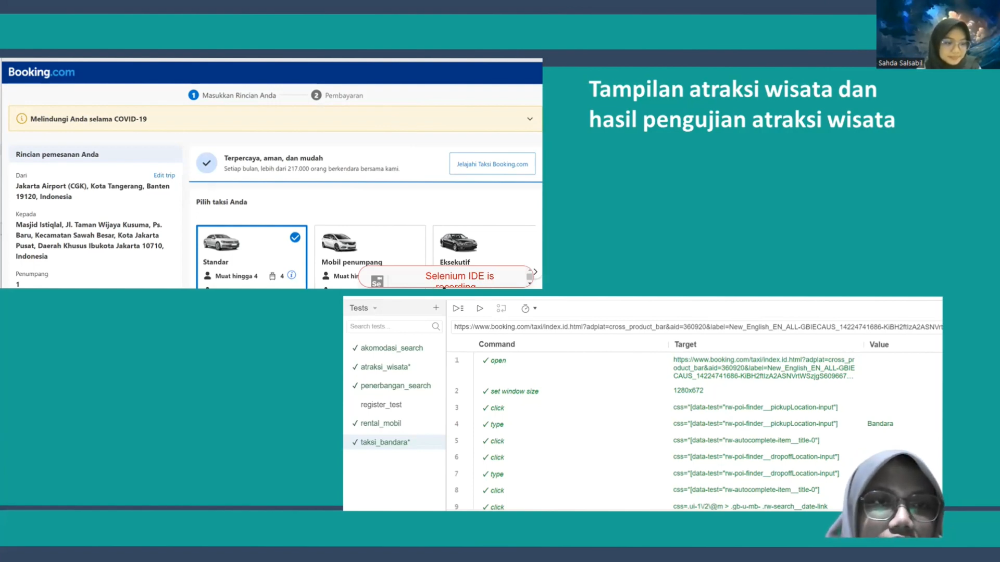 Sahda Salsabil
Tampilan atraksi wisata dan
hasil pengujian atraksi wisata
Booking.com
1 Masukkan Rincian Anda
2 Pembayaran
Melindungi Anda selama COVID-19
Rincian pemesanan Anda
Dari
Edit trip
Jakarta Airport (CGK), Kota Tangerang, Banten
19120, Indonesia
Kepada
Masjid Istiqlal, Jl. Taman Wijaya Kusuma, Ps.
Baru, Kecamatan Sawah Besar, Kota Jakarta
Pusat, Daerah Khusus Ibukota Jakarta 10710,
Indonesia
Penumpang
1
Terpercaya, aman, dan mudah
Setiap bulan, lebih dari 217.000 orang berkendara bersama kami.
Jelajahi Taksi Booking.com
Pilih taksi Anda
Standar
Muat hingga 4
4
Mobil penumpang
Muat hin
Eksekutif
Se
Selenium IDE is
recording
Tests
Search tests...
akomodasi_search
atraksi_wisata*
penerbangan_search
register_test
rental_mobil
taksi_bandara*
https://www.booking.com/taxi/index.id.html?adplat=cross_product_bar&aid=360920&label=New_English_EN_ALL-GBIECAUS_14224741686-KiBH2ftIzA2ASNVrt
Command Target Value
1 open https://www.booking.com/taxi/index.id.html?adplat=cross_pr
oduct_bar&aid=360920&label=New_English_EN_ALL-GBIE
CAUS_14224741686-KiBH2ftIzA2ASNVrtWSzjgS609667...
2 set window size 1280x672
3 click css=*[data-test="rw-poi-finder__pickupLocation-input"]
4 type css=*[data-test="rw-poi-finder__pickupLocation-input"] Bandara
5 click css=*[data-test="rw-autocomplete-item__title-0"]
6 click css=*[data-test="rw-poi-finder__dropoffLocation-input"]
7 type css=*[data-test="rw-poi-finder__dropoffLocation-input"]
8 click css=*[data-test="rw-autocomplete-item__title-0"]
9 click css=.ui-1\/2\@m > .gb-u-mb- .rw-search__date-link